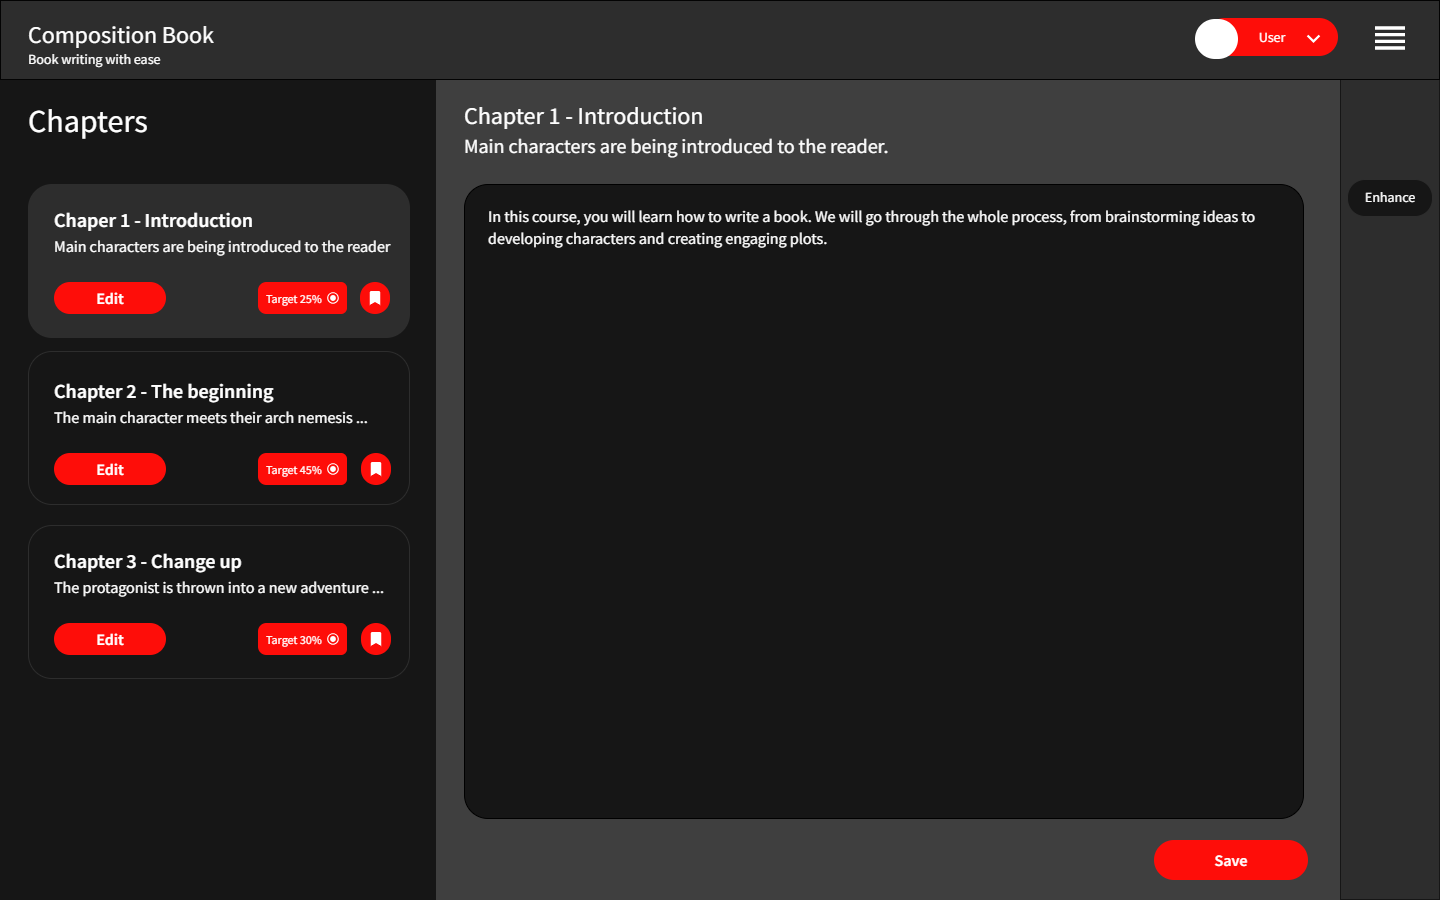 Composition Book
Book writing with ease
User
Chapters
Chaper 1 - Introduction
Main characters are being introduced to the reader
Edit
Target 25%
Chapter 2 - The beginning
The main character meets their arch nemesis ...
Edit
Target 45%
Chapter 3 - Change up
The protagonist is thrown into a new adventure ...
Edit
Target 30%
Chapter 1 - Introduction
Main characters are being introduced to the reader.
In this course, you will learn how to write a book. We will go through the whole process, from brainstorming ideas to
developing characters and creating engaging plots.
Save
Enhance